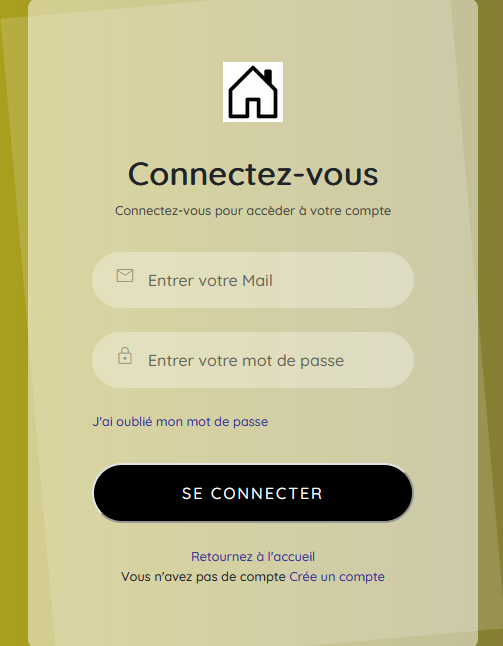 Connectez-vous
Connectez-vous pour accèder à votre compte
Entrer votre Mail
Entrer votre mot de passe
J'ai oublié mon mot de passe
SE CONNECTER
Retournez à l'accueil
Vous n'avez pas de compte Crée un compte